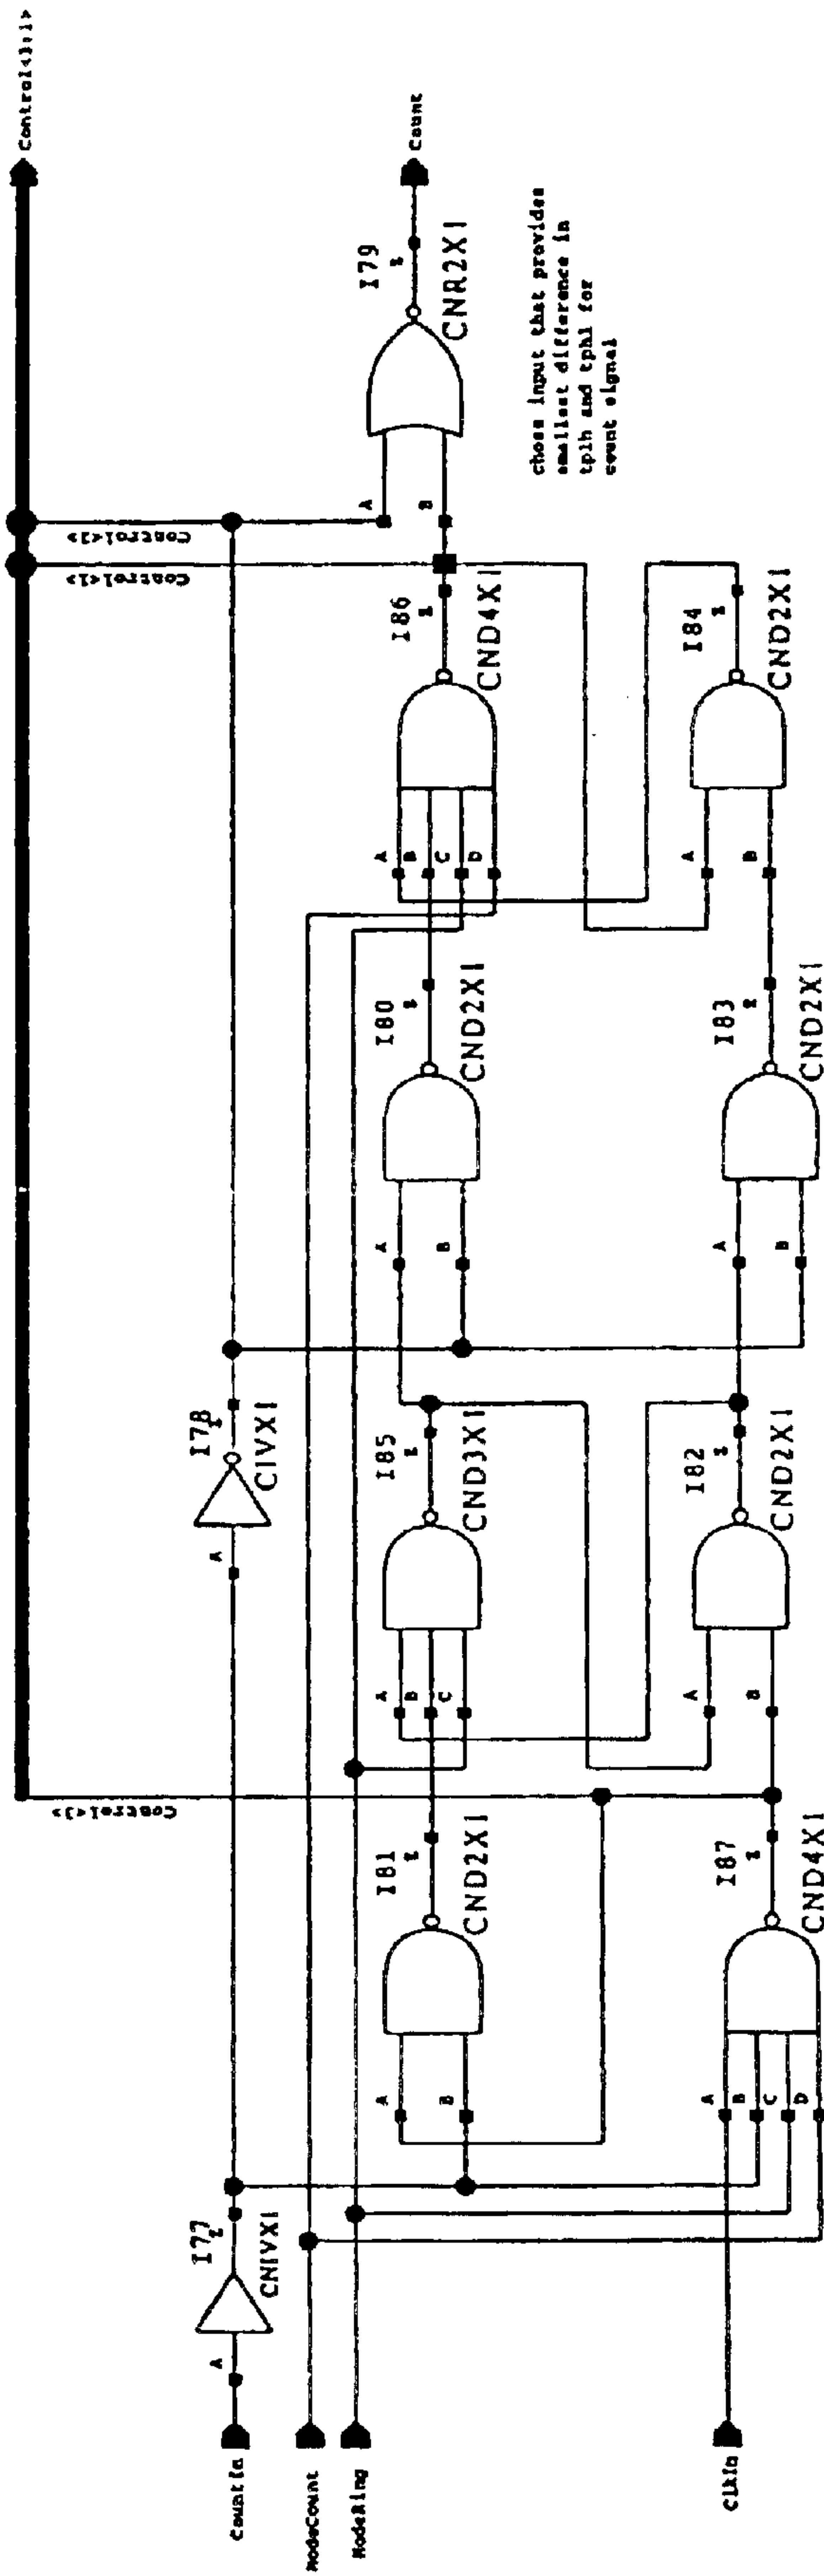 Control<3:1>
Count
I79
Z
CNR2X1
A
B
chose input that provides
smallest difference in
tplh and tphl for
count signal
Control<2>
Control<1>
I86
Z
CND4X1
A
B
C
D
I84
Z
CND2X1
A
B
I80
Z
CND2X1
A
B
I83
Z
CND2X1
A
B
I78
Z
CIVX1
A
I85
Z
CND3X1
A
B
C
I82
Z
CND2X1
A
B
Control<3>
I81
Z
CND2X1
A
B
I87
Z
CND4X1
A
B
C
D
I77
Z
CNIVX1
A
CountIn
ModeCount
ModeRing
ClkIn